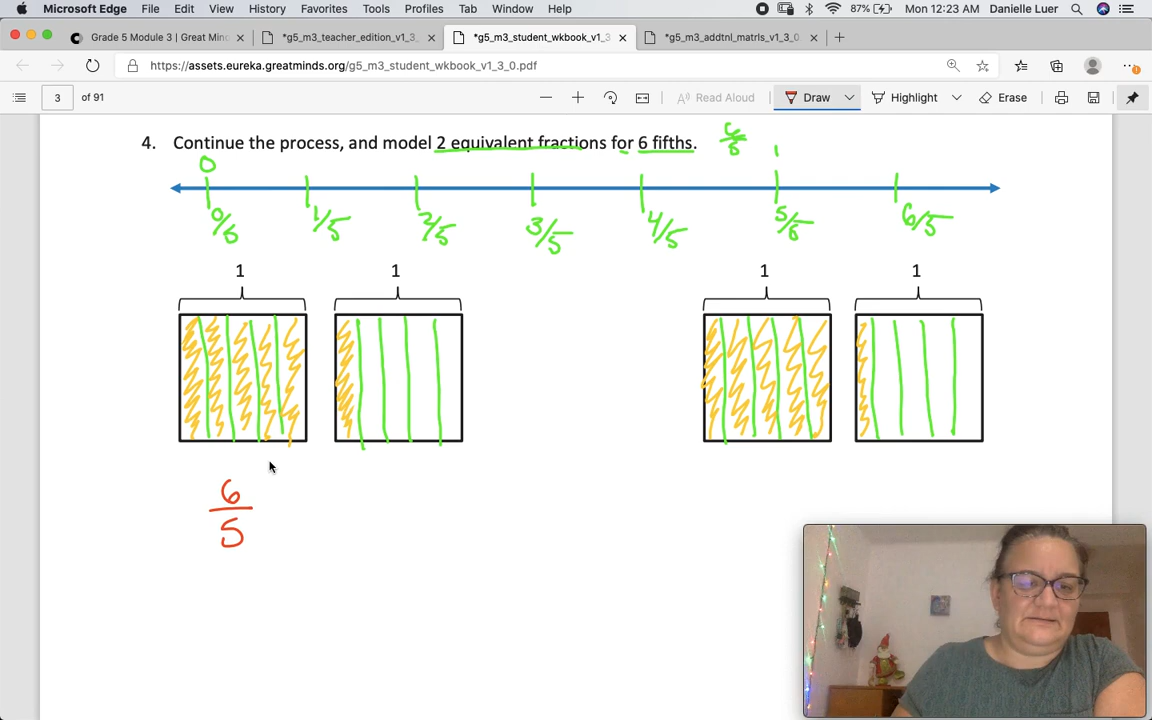 Microsoft Edge File Edit View History Favorites Tools Profiles Tab Window Help 87% Mon 12:23 AM Danielle Luer
Grade 5 Module 3 | Great Min
*g5_m3_teacher_edition_v1_3_
*g5_m3_student_wkbook_v1_3
*g5_m3_addtnl_matrls_v1_3_0
https://assets.eureka.greatminds.org/g5_m3_student_wkbook_v1_3_0.pdf
3 of 91 Read Aloud Draw Highlight Erase
4. Continue the process, and model 2 equivalent fractions for 6 fifths. 6/5
0 1
0/5 1/5 2/5 3/5 4/5 5/5 6/5
1 1 1 1
6
5